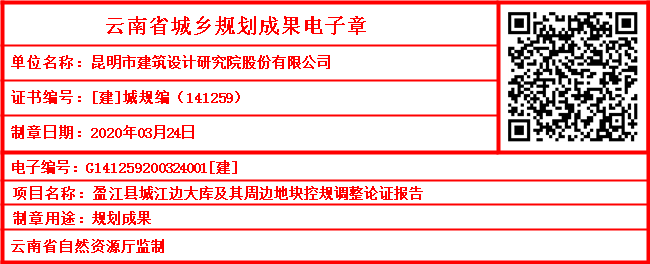 云南省城乡规划成果电子章
单位名称：昆明市建筑设计研究院股份有限公司
证书编号：[建]城规编（141259）
制章日期：2020年03月24日
电子编号：G141259200324001[建]
项目名称：盈江县城江边大库及其周边地块控规调整论证报告
制章用途：规划成果
云南省自然资源厅监制